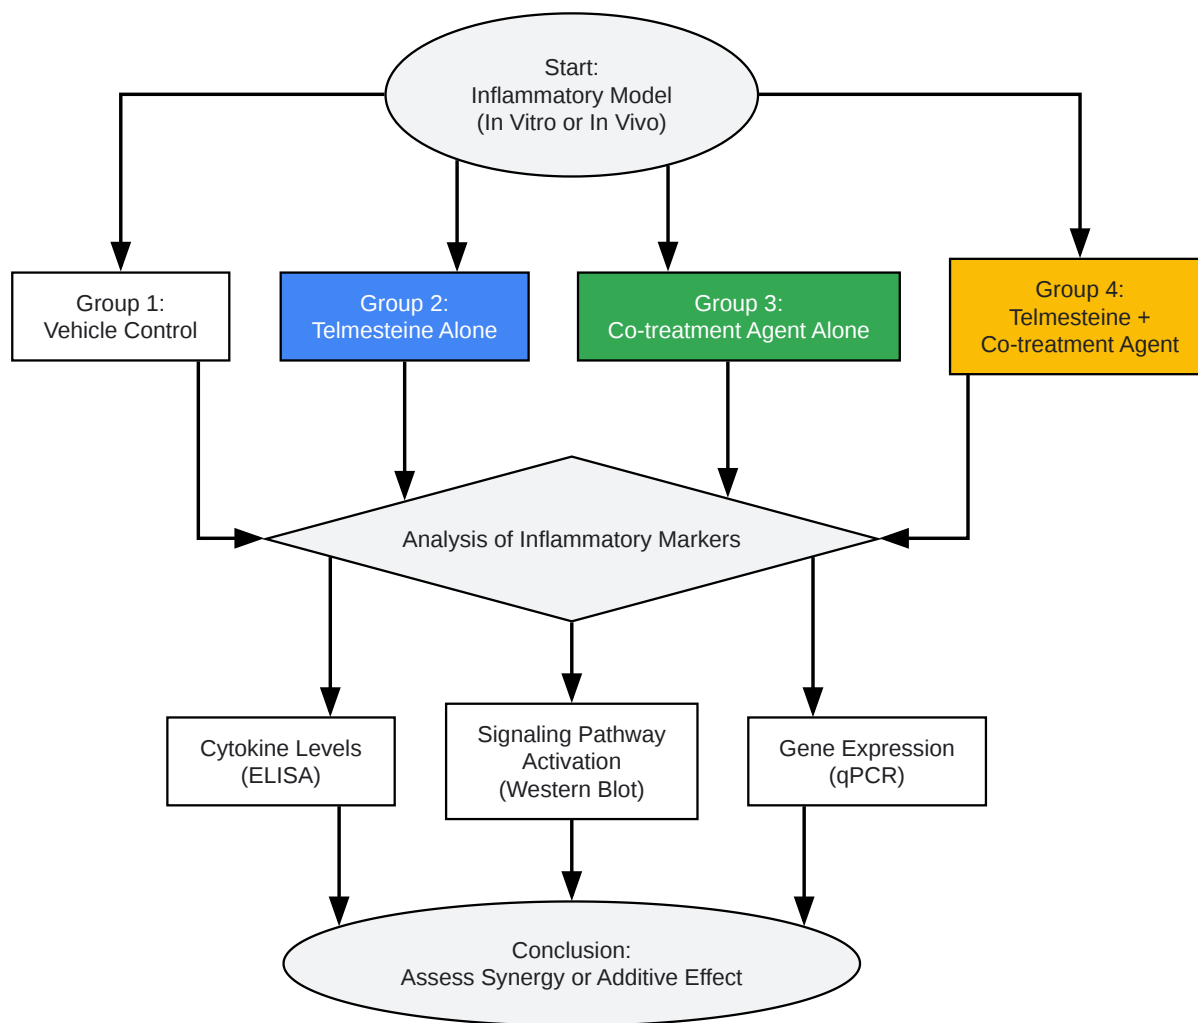 Start:
Inflammatory Model
(In Vitro or In Vivo)
Group 1:
Vehicle Control
Group 2:
Telmesteine Alone
Group 3:
Co-treatment Agent Alone
Group 4:
Telmesteine +
Co-treatment Agent
Analysis of Inflammatory Markers
Cytokine Levels
(ELISA)
Signaling Pathway
Activation
(Western Blot)
Gene Expression
(qPCR)
Conclusion:
Assess Synergy or Additive Effect